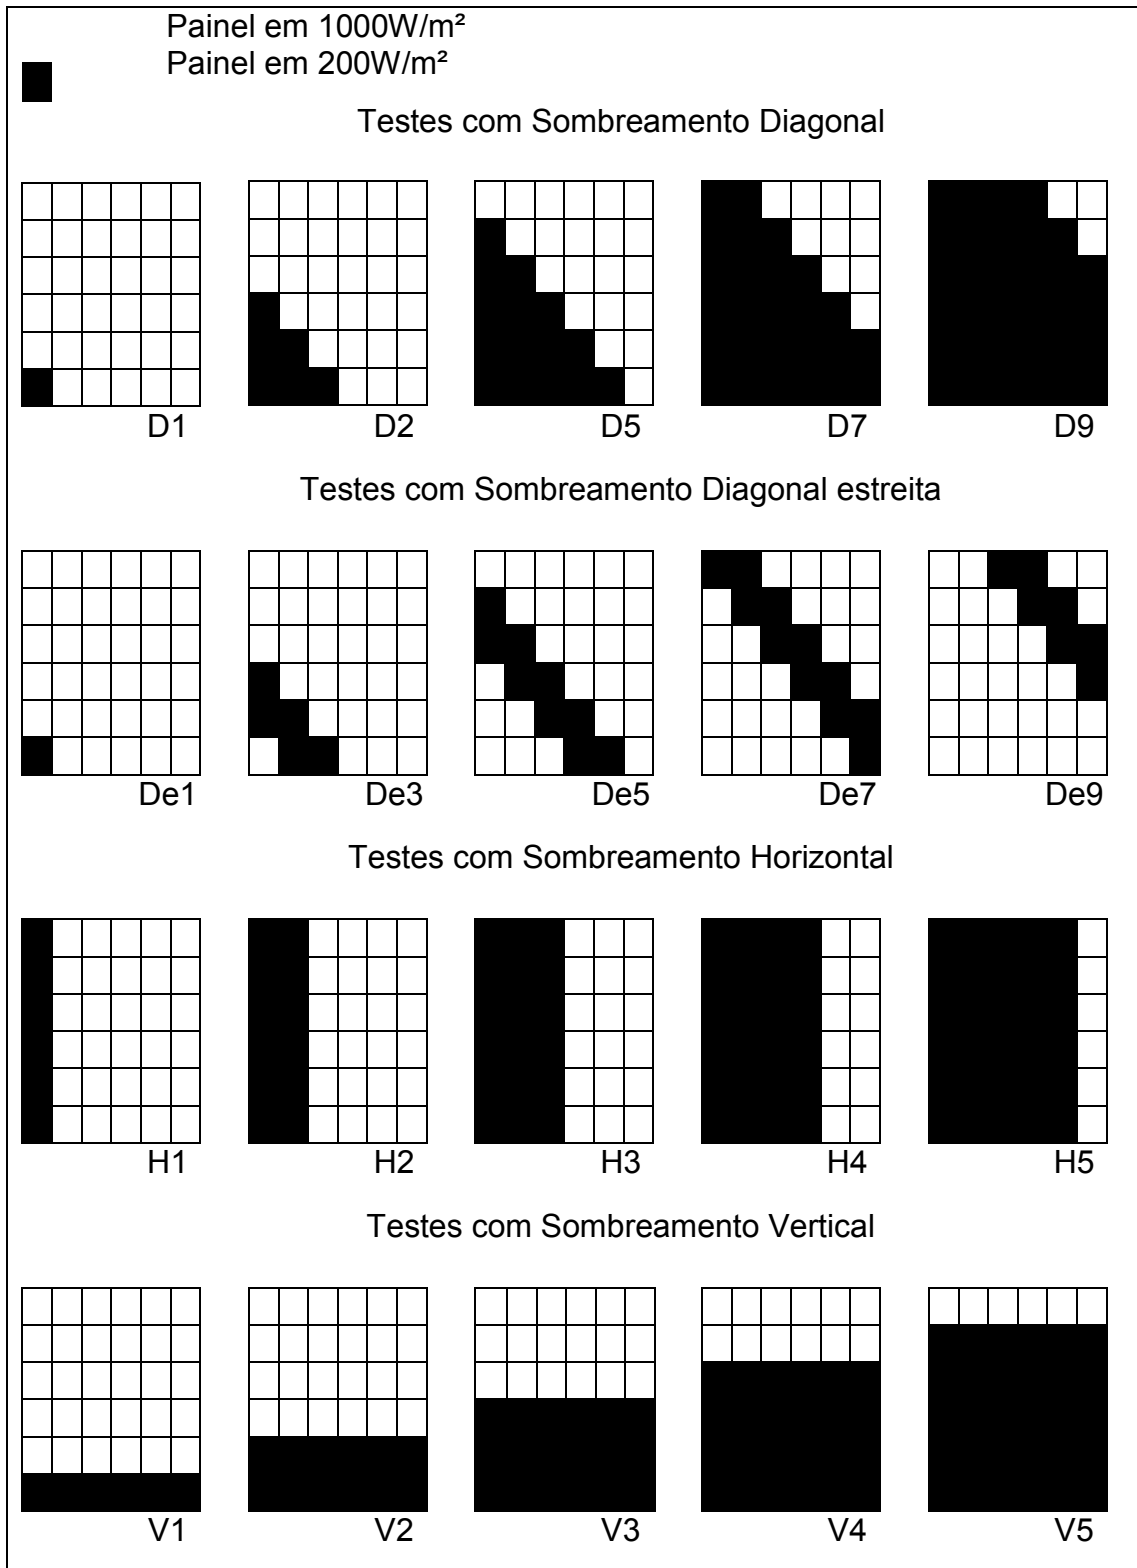 Painel em 1000W/m²
Painel em 200W/m²
Testes com Sombreamento Diagonal
D1 D2 D5 D7 D9
Testes com Sombreamento Diagonal estreita
De1 De3 De5 De7 De9
Testes com Sombreamento Horizontal
H1 H2 H3 H4 H5
Testes com Sombreamento Vertical
V1 V2 V3 V4 V5